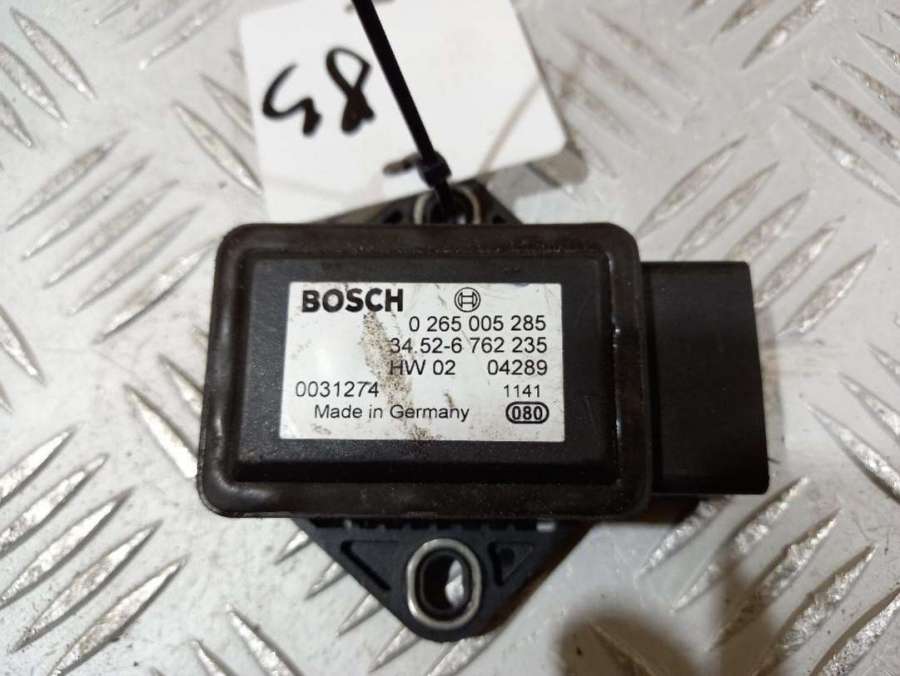 85
BOSCH
0 265 005 285
34.52-6 762 235
HW 02 04289
0031274 1141
Made in Germany 080